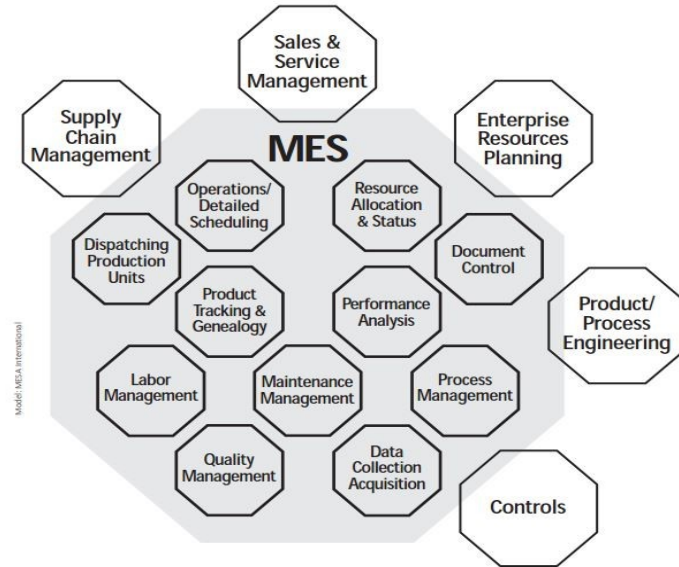 Sales &
Service
Management
Supply
Chain
Management
Enterprise
Resources
Planning
MES
Operations/
Detailed
Scheduling
Resource
Allocation
& Status
Dispatching
Production
Units
Document
Control
Product
Tracking &
Genealogy
Performance
Analysis
Product/
Process
Engineering
Labor
Management
Maintenance
Management
Process
Management
Quality
Management
Data
Collection
Acquisition
Controls
Model: MESA International